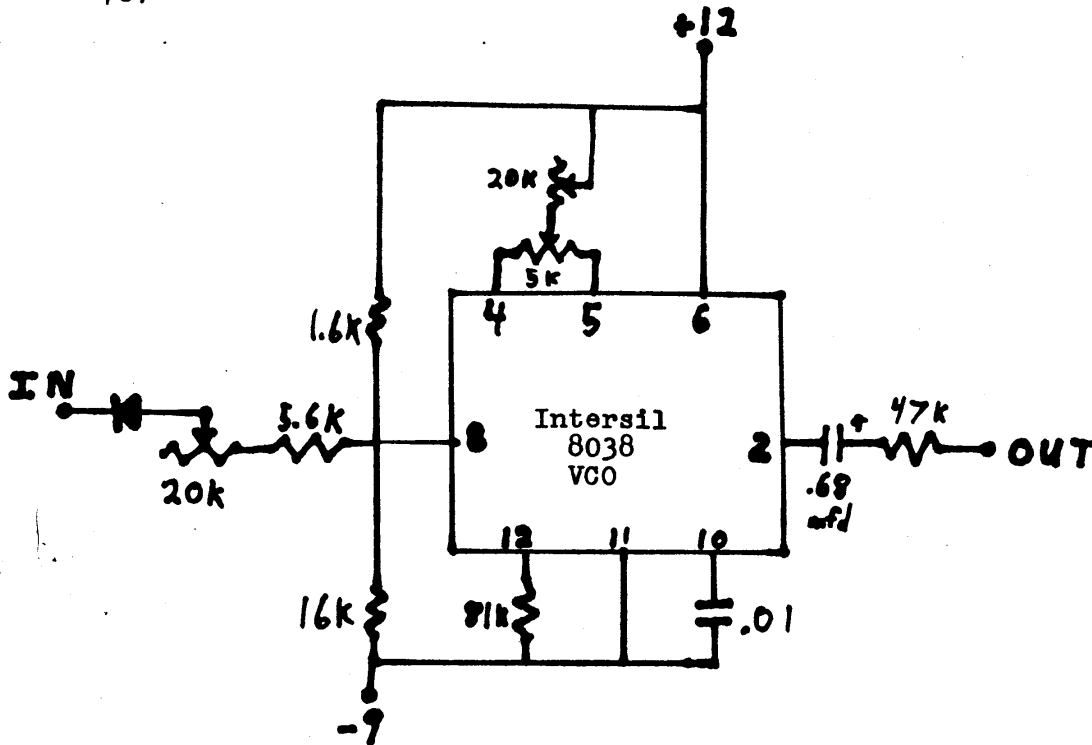 +12
20K
5K
4 5 6
1.6K
IN
5.6K
47K
Intersil
8038
VCO
8
2
+
OUT
20K
.68
mfd
12 11 10
16K
81K
.01
-9